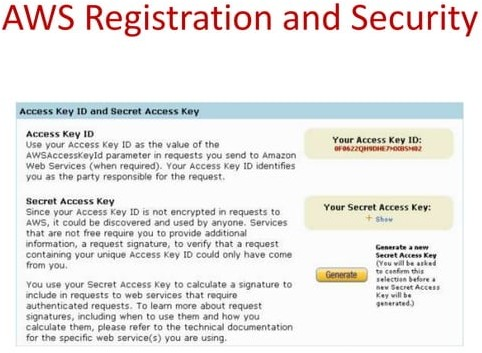 AWS Registration and Security
Access Key ID and Secret Access Key
Access Key ID
Use your Access Key ID as the value of the
AWSAccessKeyId parameter in requests you send to Amazon
Web Services (when required). Your Access Key ID identifies
you as the party responsible for the request.
Your Access Key ID:
Secret Access Key
Since your Access Key ID is not encrypted in requests to
AWS, it could be discovered and used by anyone. Services
that are not free require you to provide additional
information, a request signature, to verify that a request
containing your unique Access Key ID could only have come
from you.
You use your Secret Access Key to calculate a signature to
include in requests to web services that require
authenticated requests. To learn more about request
signatures, including when to use them and how you
calculate them, please refer to the technical documentation
for the specific web service(s) you are using.
Your Secret Access Key:
+ Show
Generate
Generate a new
Secret Access Key
(You will be asked
to confirm this
selection before a
new Secret Access
Key will be
generated.)